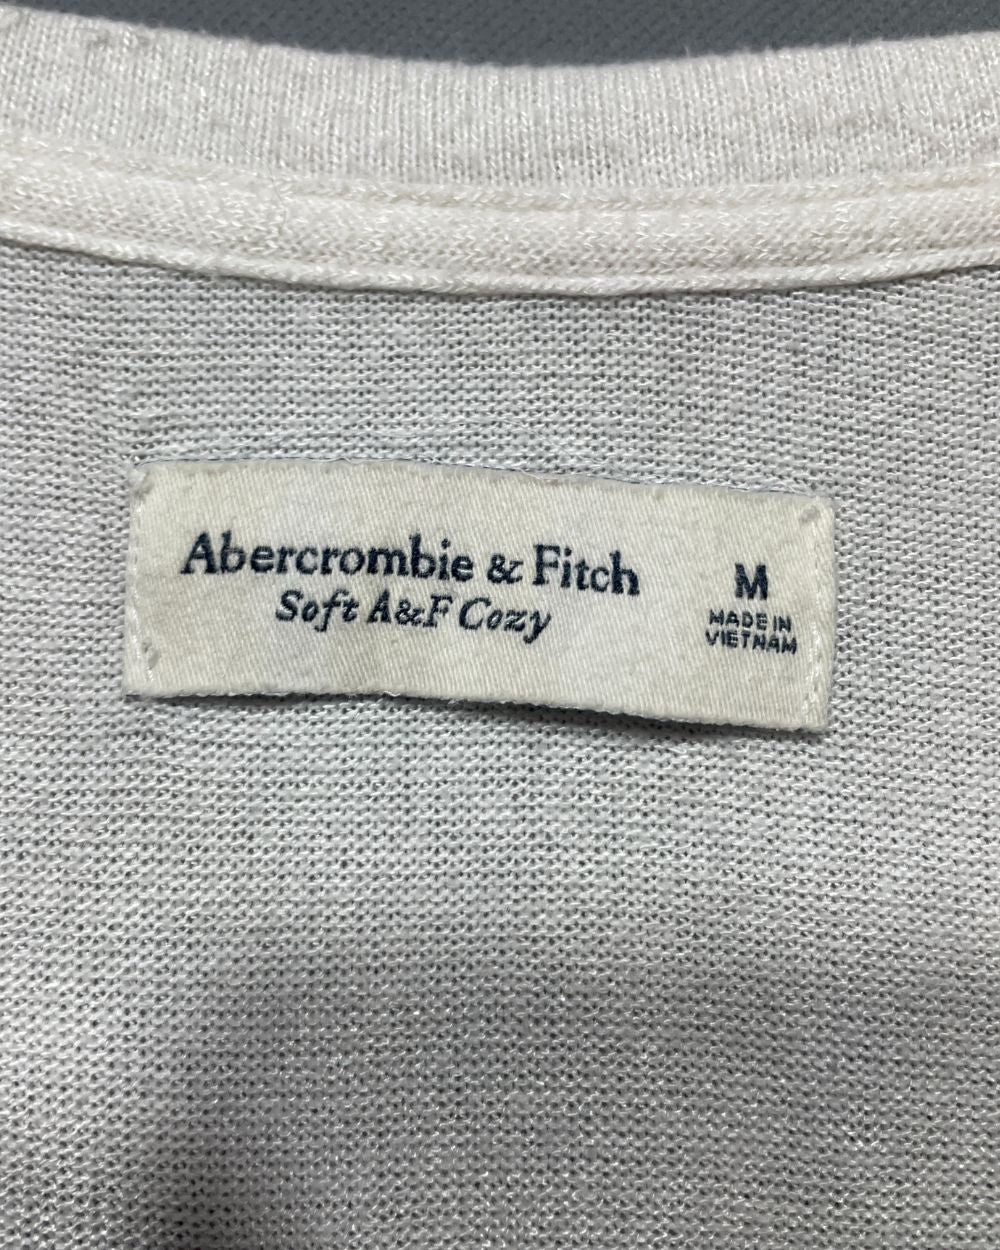 Abercrombie & Fitch
Soft A&F Cozy
M
MADE IN
VIETNAM